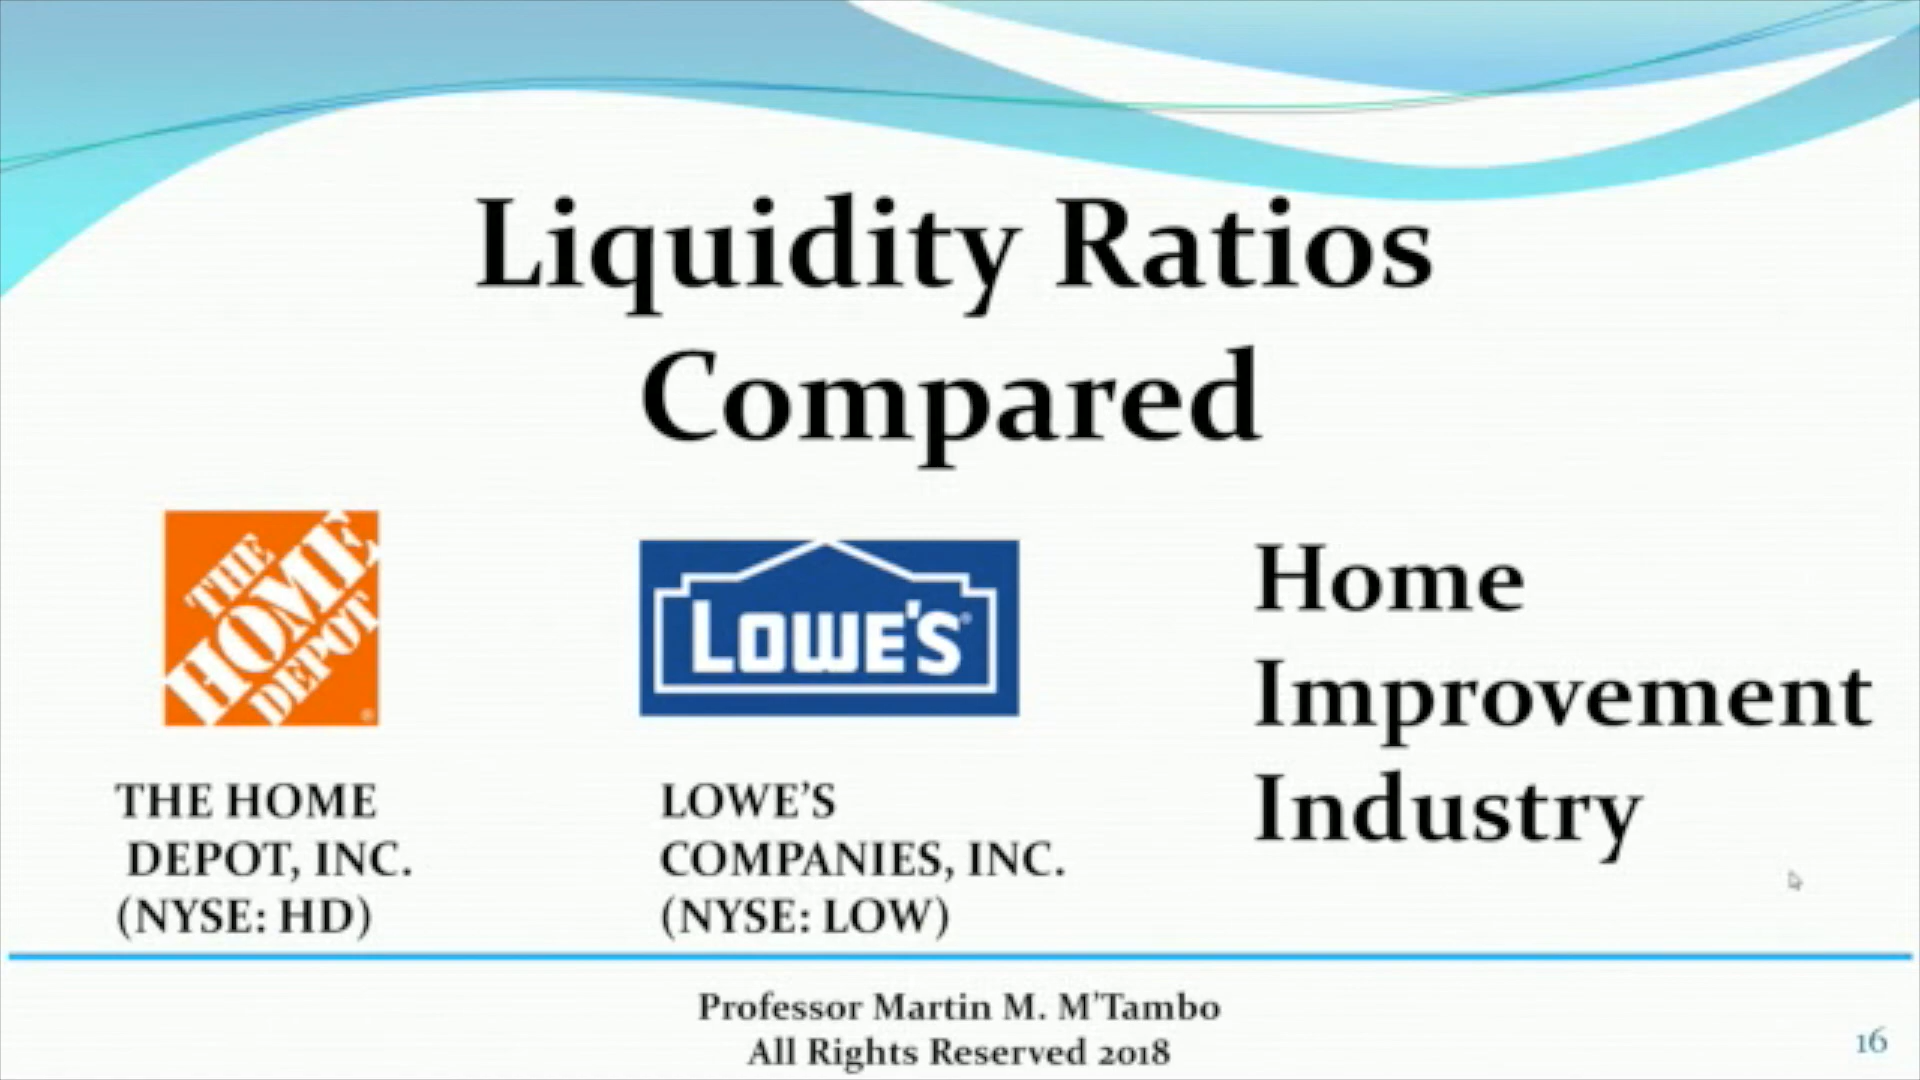 Liquidity Ratios
Compared
THE
HOME
DEPOT
LOWE'S
Home
Improvement
Industry
THE HOME
DEPOT, INC.
(NYSE: HD)
LOWE'S
COMPANIES, INC.
(NYSE: LOW)
Professor Martin M. M'Tambo
All Rights Reserved 2018
16